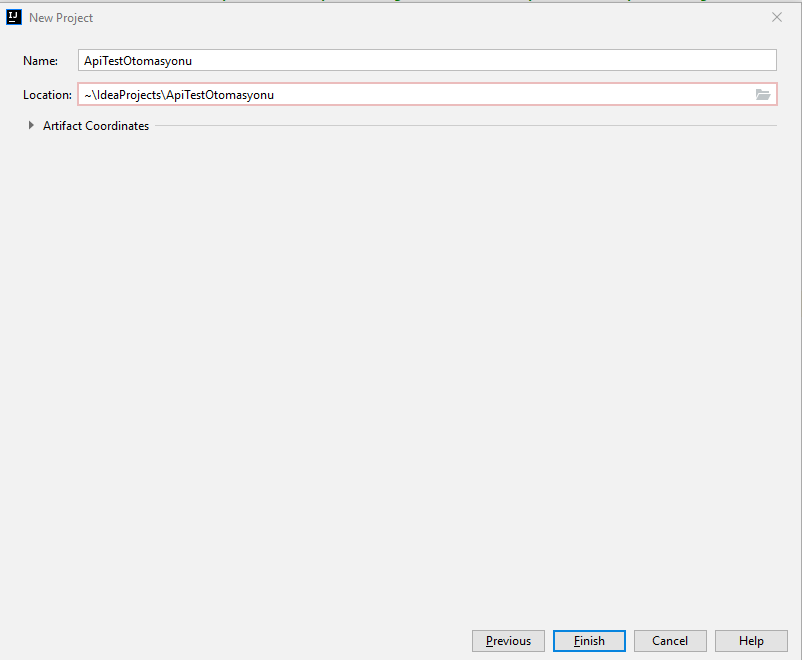 New Project
Name: ApiTestOtomasyonu
Location: ~\IdeaProjects\ApiTestOtomasyonu
Artifact Coordinates
Previous Finish Cancel Help